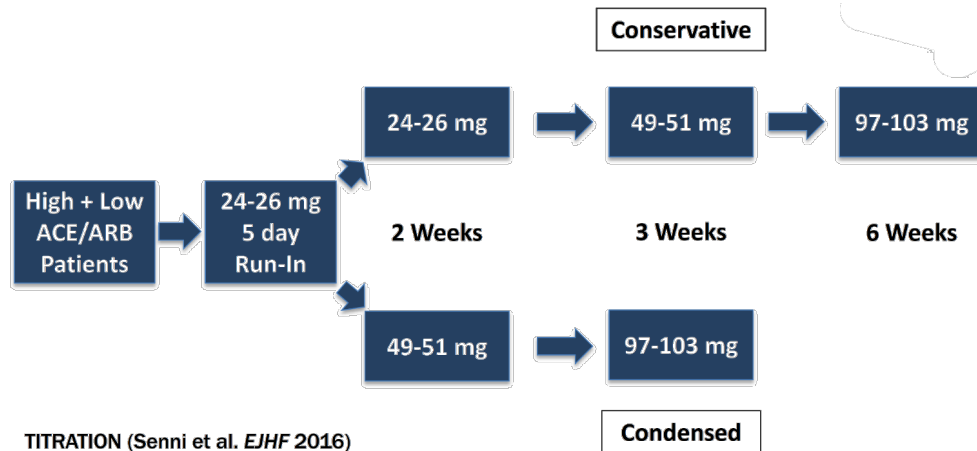 Conservative
24-26 mg
49-51 mg
97-103 mg
High + Low
ACE/ARB
Patients
24-26 mg
5 day
Run-In
2 Weeks
3 Weeks
6 Weeks
49-51 mg
97-103 mg
Condensed
TITRATION (Senni et al. EJHF 2016)